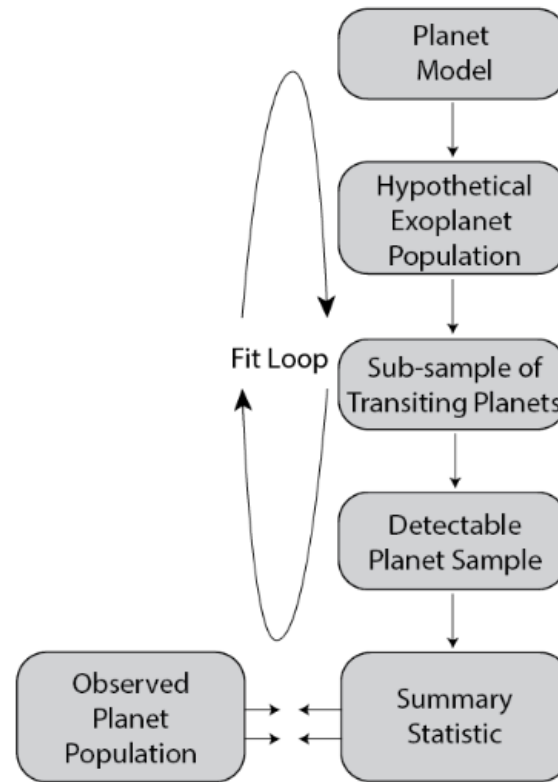 Planet
Model
Hypothetical
Exoplanet
Population
Fit Loop
Sub-sample of
Transiting Planets
Detectable
Planet Sample
Observed
Planet
Population
Summary
Statistic